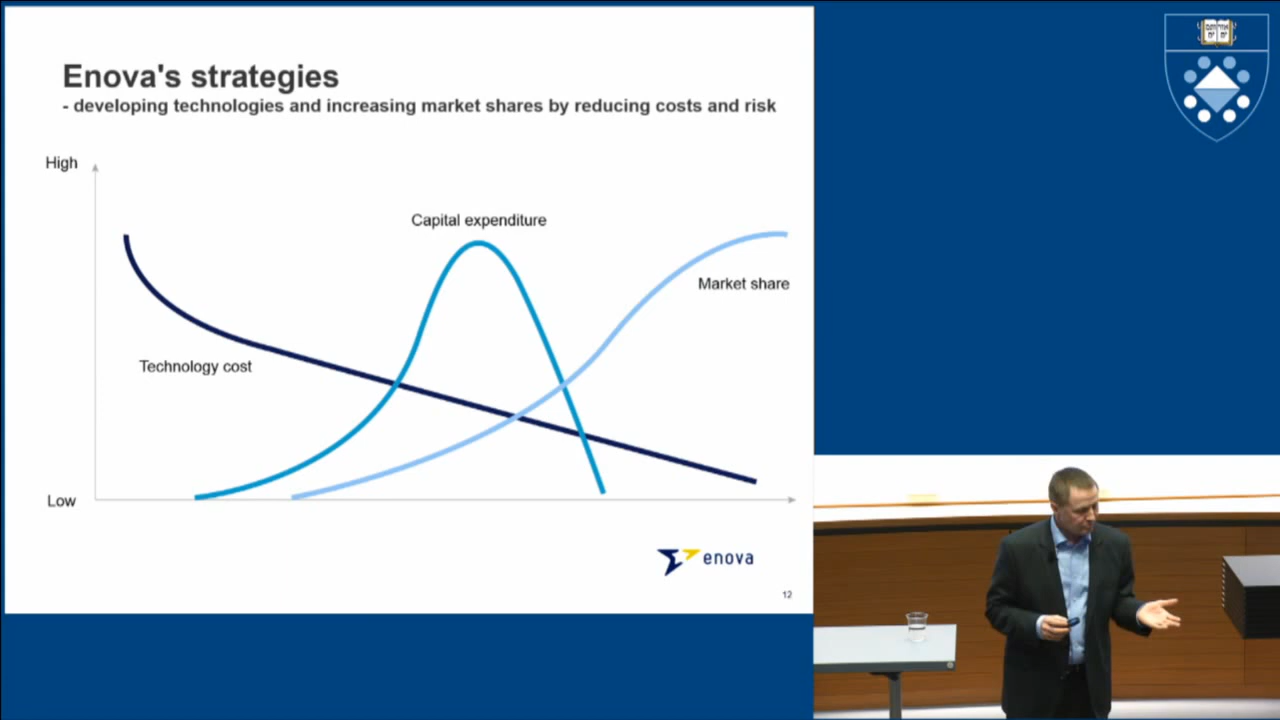 Enova's strategies
- developing technologies and increasing market shares by reducing costs and risk
High
Capital expenditure
Market share
Technology cost
Low
enova
12